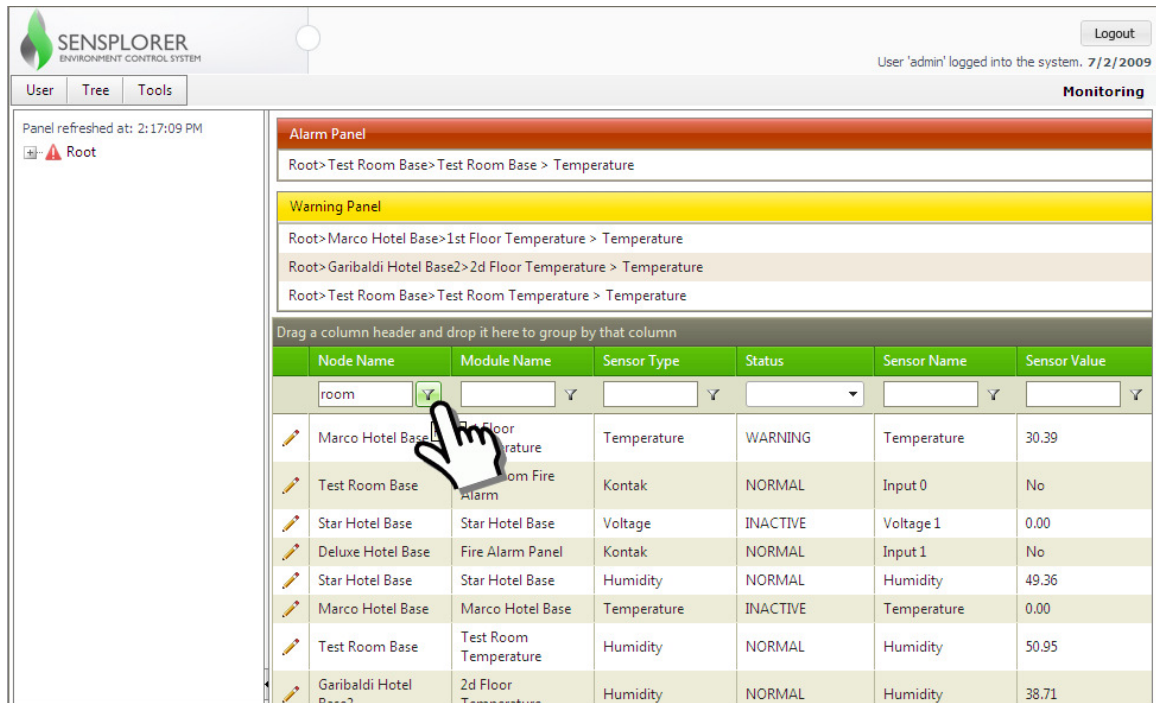 SENSPLORER
ENVIRONMENT CONTROL SYSTEM
Logout
User 'admin' logged into the system. 7/2/2009
User Tree Tools
Monitoring
Panel refreshed at: 2:17:09 PM
Root
Alarm Panel
Root>Test Room Base>Test Room Base > Temperature
Warning Panel
Root>Marco Hotel Base>1st Floor Temperature > Temperature
Root>Garibaldi Hotel Base2>2d Floor Temperature > Temperature
Root>Test Room Base>Test Room Temperature > Temperature
Drag a column header and drop it here to group by that column
Node Name Module Name Sensor Type Status Sensor Name Sensor Value
room
Marco Hotel Base Floor Temperature WARNING Temperature 30.39
Test Room Base Fire Alarm Kontak NORMAL Input 0 No
Star Hotel Base Star Hotel Base Voltage INACTIVE Voltage 1 0.00
Deluxe Hotel Base Fire Alarm Panel Kontak NORMAL Input 1 No
Star Hotel Base Star Hotel Base Humidity NORMAL Humidity 49.36
Marco Hotel Base Marco Hotel Base Temperature INACTIVE Temperature 0.00
Test Room Base Test Room Temperature Humidity NORMAL Humidity 50.95
Garibaldi Hotel Base2 2d Floor Temperature Humidity NORMAL Humidity 38.71